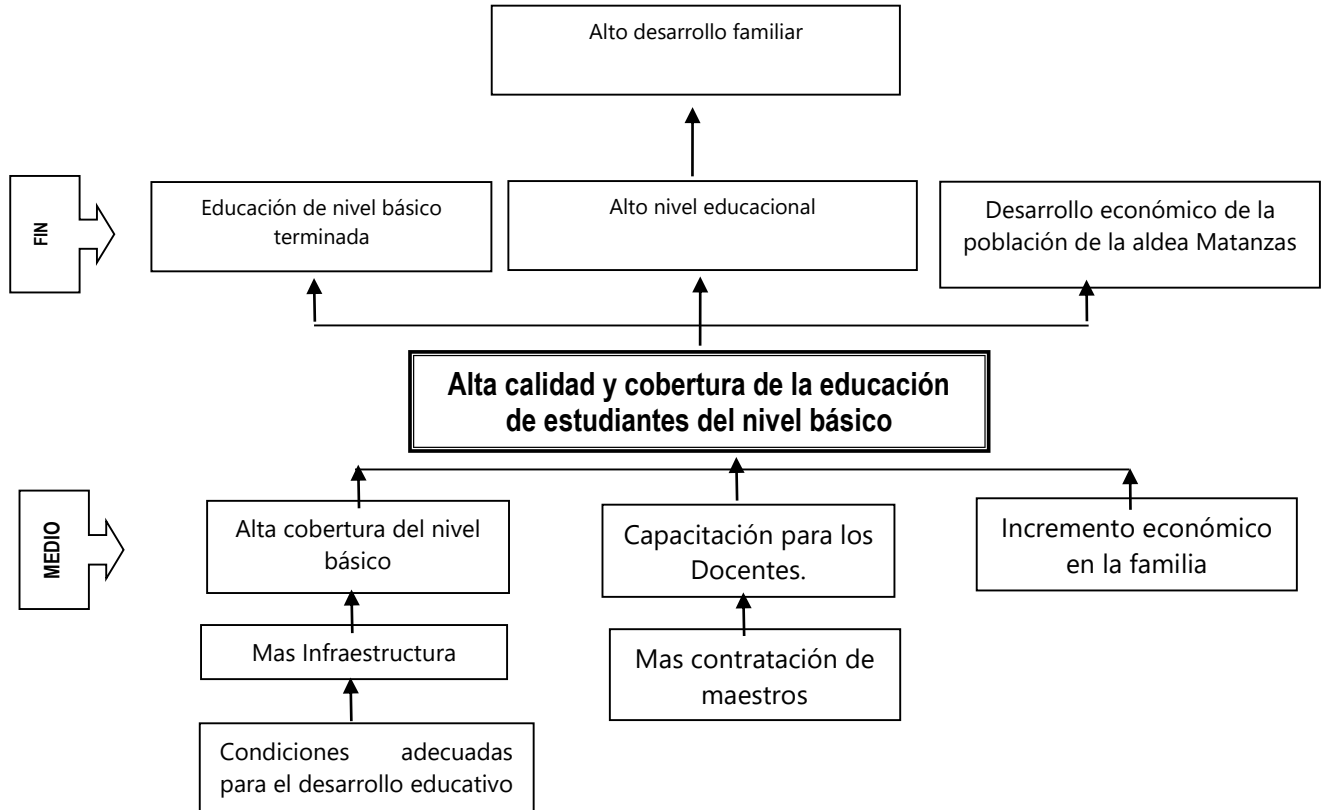 Alto desarrollo familiar
FIN
Educación de nivel básico
terminada
Alto nivel educacional
Desarrollo económico de la
población de la aldea Matanzas
Alta calidad y cobertura de la educación
de estudiantes del nivel básico
MEDIO
Alta cobertura del nivel
básico
Capacitación para los
Docentes.
Incremento económico
en la familia
Mas Infraestructura
Mas contratación de
maestros
Condiciones adecuadas
para el desarrollo educativo